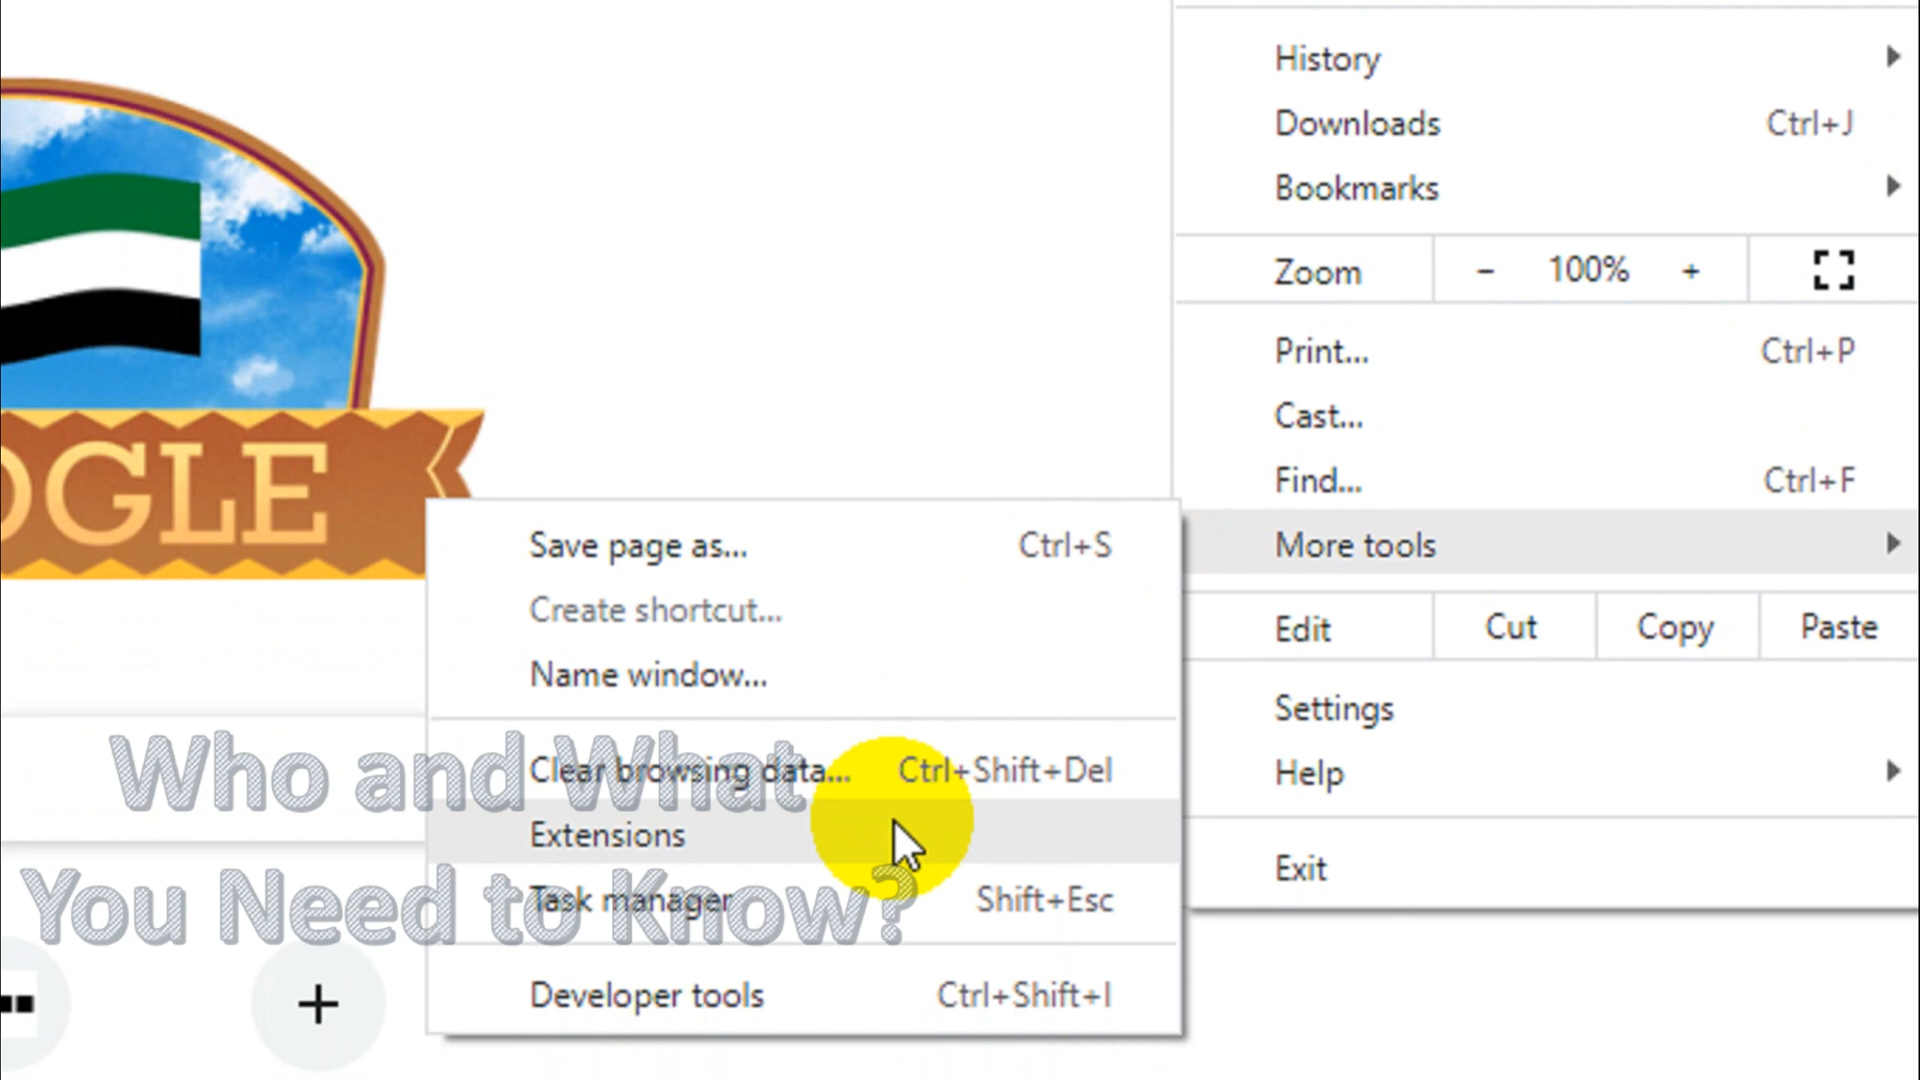 History
Downloads Ctrl+J
Bookmarks
Zoom - 100% +
Print... Ctrl+P
Cast...
Find... Ctrl+F
More tools
Edit Cut Copy Paste
Settings
Help
Exit
OGLE
Save page as... Ctrl+S
Create shortcut...
Name window...
Clear browsing data... Ctrl+Shift+Del
Extensions
Task manager Shift+Esc
Developer tools Ctrl+Shift+I
Who and What
You Need to Know?